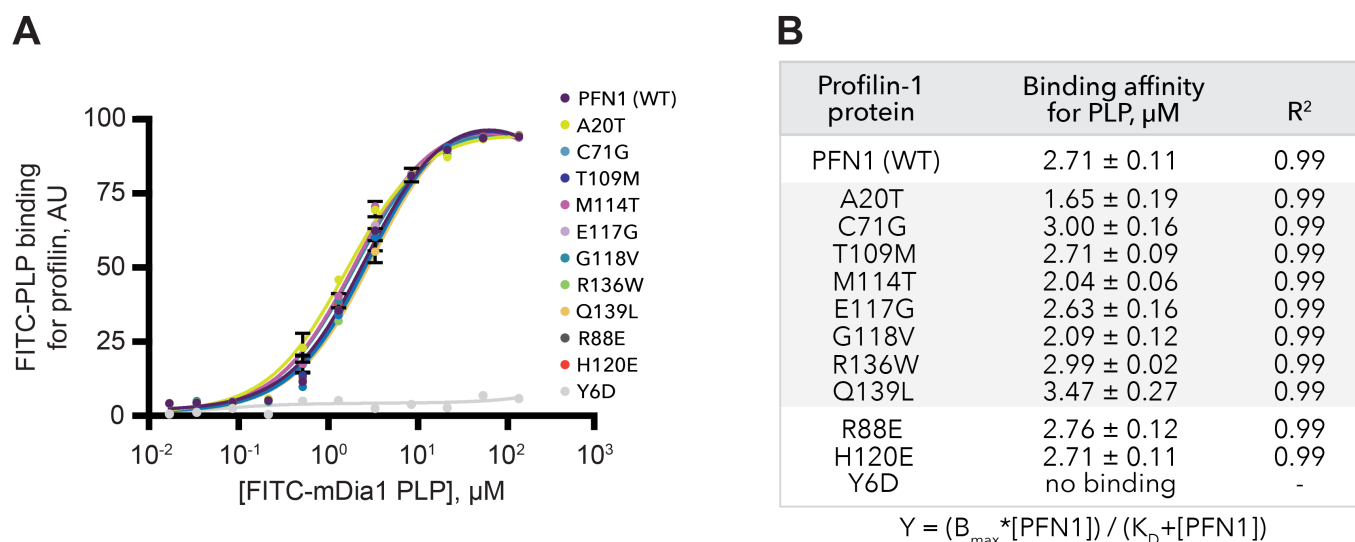 A
FITC-PLP binding
for profilin, AU
100
75
50
25
0
10-2
10-1
10⁰
10¹
10²
10³
[FITC-mDia1 PLP], µM
PFN1 (WT)
A20T
C71G
T109M
M114T
E117G
G118V
R136W
Q139L
R88E
H120E
Y6D
B
Profilin-1 protein Binding affinity for PLP, µM R²
PFN1 (WT) 2.71 ± 0.11 0.99
A20T 1.65 ± 0.19 0.99
C71G 3.00 ± 0.16 0.99
T109M 2.71 ± 0.09 0.99
M114T 2.04 ± 0.06 0.99
E117G 2.63 ± 0.16 0.99
G118V 2.09 ± 0.12 0.99
R136W 2.99 ± 0.02 0.99
Q139L 3.47 ± 0.27 0.99
R88E 2.76 ± 0.12 0.99
H120E 2.71 ± 0.11 0.99
Y6D no binding -
Y = (Bmax*[PFN1]) / (KD+[PFN1])